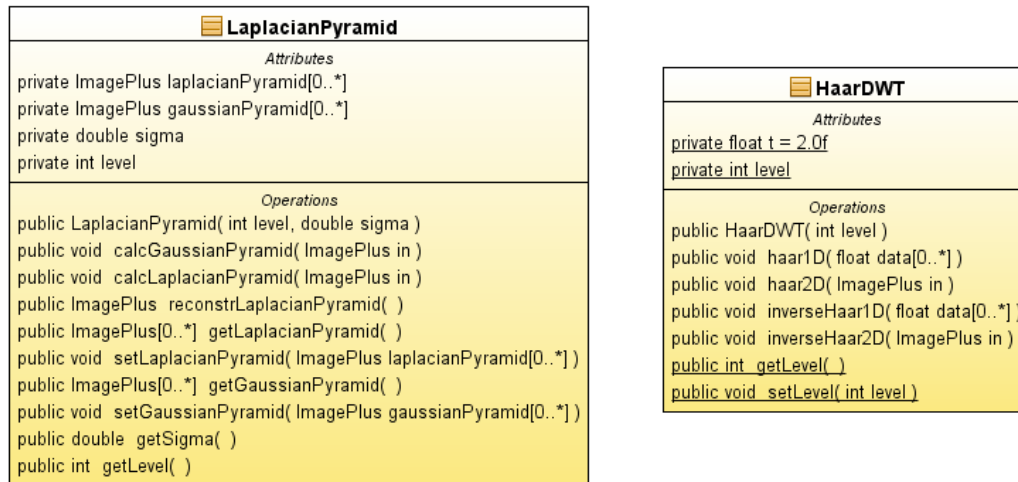 LaplacianPyramid
Attributes
private ImagePlus laplacianPyramid[0..*]
private ImagePlus gaussianPyramid[0..*]
private double sigma
private int level
Operations
public LaplacianPyramid( int level, double sigma )
public void calcGaussianPyramid( ImagePlus in )
public void calcLaplacianPyramid( ImagePlus in )
public ImagePlus reconstrLaplacianPyramid( )
public ImagePlus[0..*] getLaplacianPyramid( )
public void setLaplacianPyramid( ImagePlus laplacianPyramid[0..*] )
public ImagePlus[0..*] getGaussianPyramid( )
public void setGaussianPyramid( ImagePlus gaussianPyramid[0..*] )
public double getSigma( )
public int getLevel( )
HaarDWT
Attributes
private float t = 2.0f
private int level
Operations
public HaarDWT( int level )
public void haar1D( float data[0..*] )
public void haar2D( ImagePlus in )
public void inverseHaar1D( float data[0..*] )
public void inverseHaar2D( ImagePlus in )
public int getLevel( )
public void setLevel( int level )